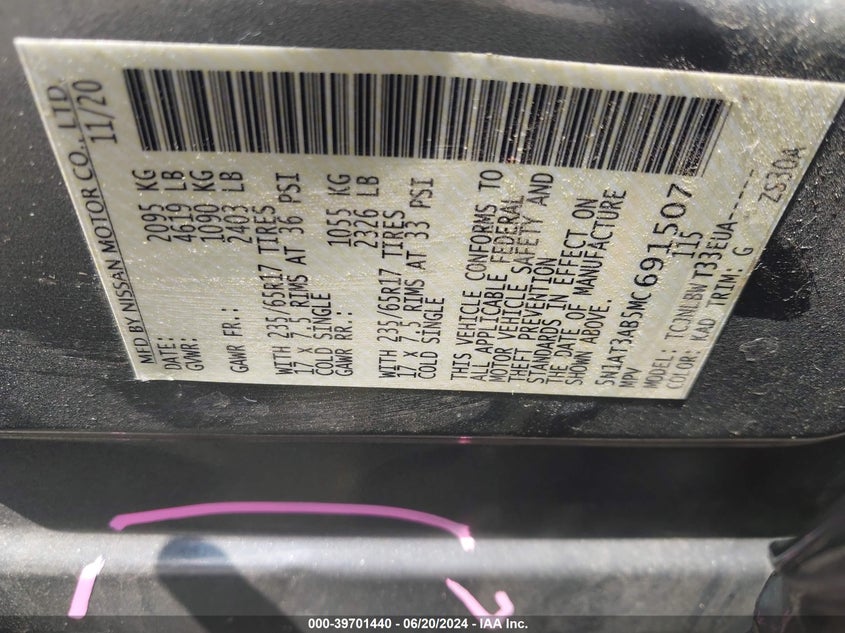 MFD BY NISSAN MOTOR CO., LTD
DATE: 11/20
GVWR: 2095 KG
4619 LB
GAWR FR.: 1090 KG
2403 LB
WITH 235/65R17 TIRES
17 X 7.5 RIMS AT 36 PSI
COLD SINGLE
GAWR RR.: 1055 KG
2326 LB
WITH 235/65R17 TIRES
17 X 7.5 RIMS AT 33 PSI
COLD SINGLE
THIS VEHICLE CONFORMS TO
ALL APPLICABLE FEDERAL
MOTOR VEHICLE SAFETY AND
THEFT PREVENTION
STANDARDS IN EFFECT ON
THE DATE OF MANUFACTURE
SHOWN ABOVE.
5N1AT3AB5MC691507
MPV 115
MODEL: TCJNLBW T33EUA------
COLOR: KAD TRIM: G ZS30A
000-39701440 - 06/20/2024 - IAA Inc.